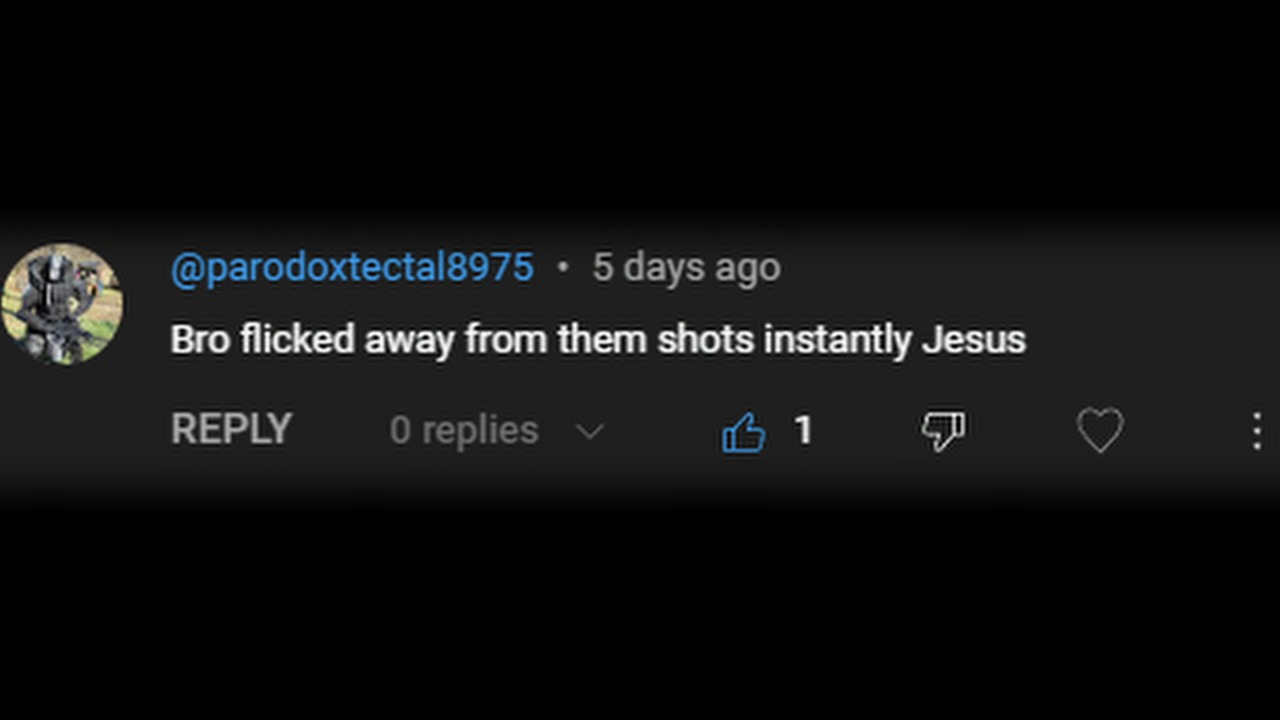 @parodoxtectal8975 • 5 days ago
Bro flicked away from them shots instantly Jesus
REPLY 0 replies 1